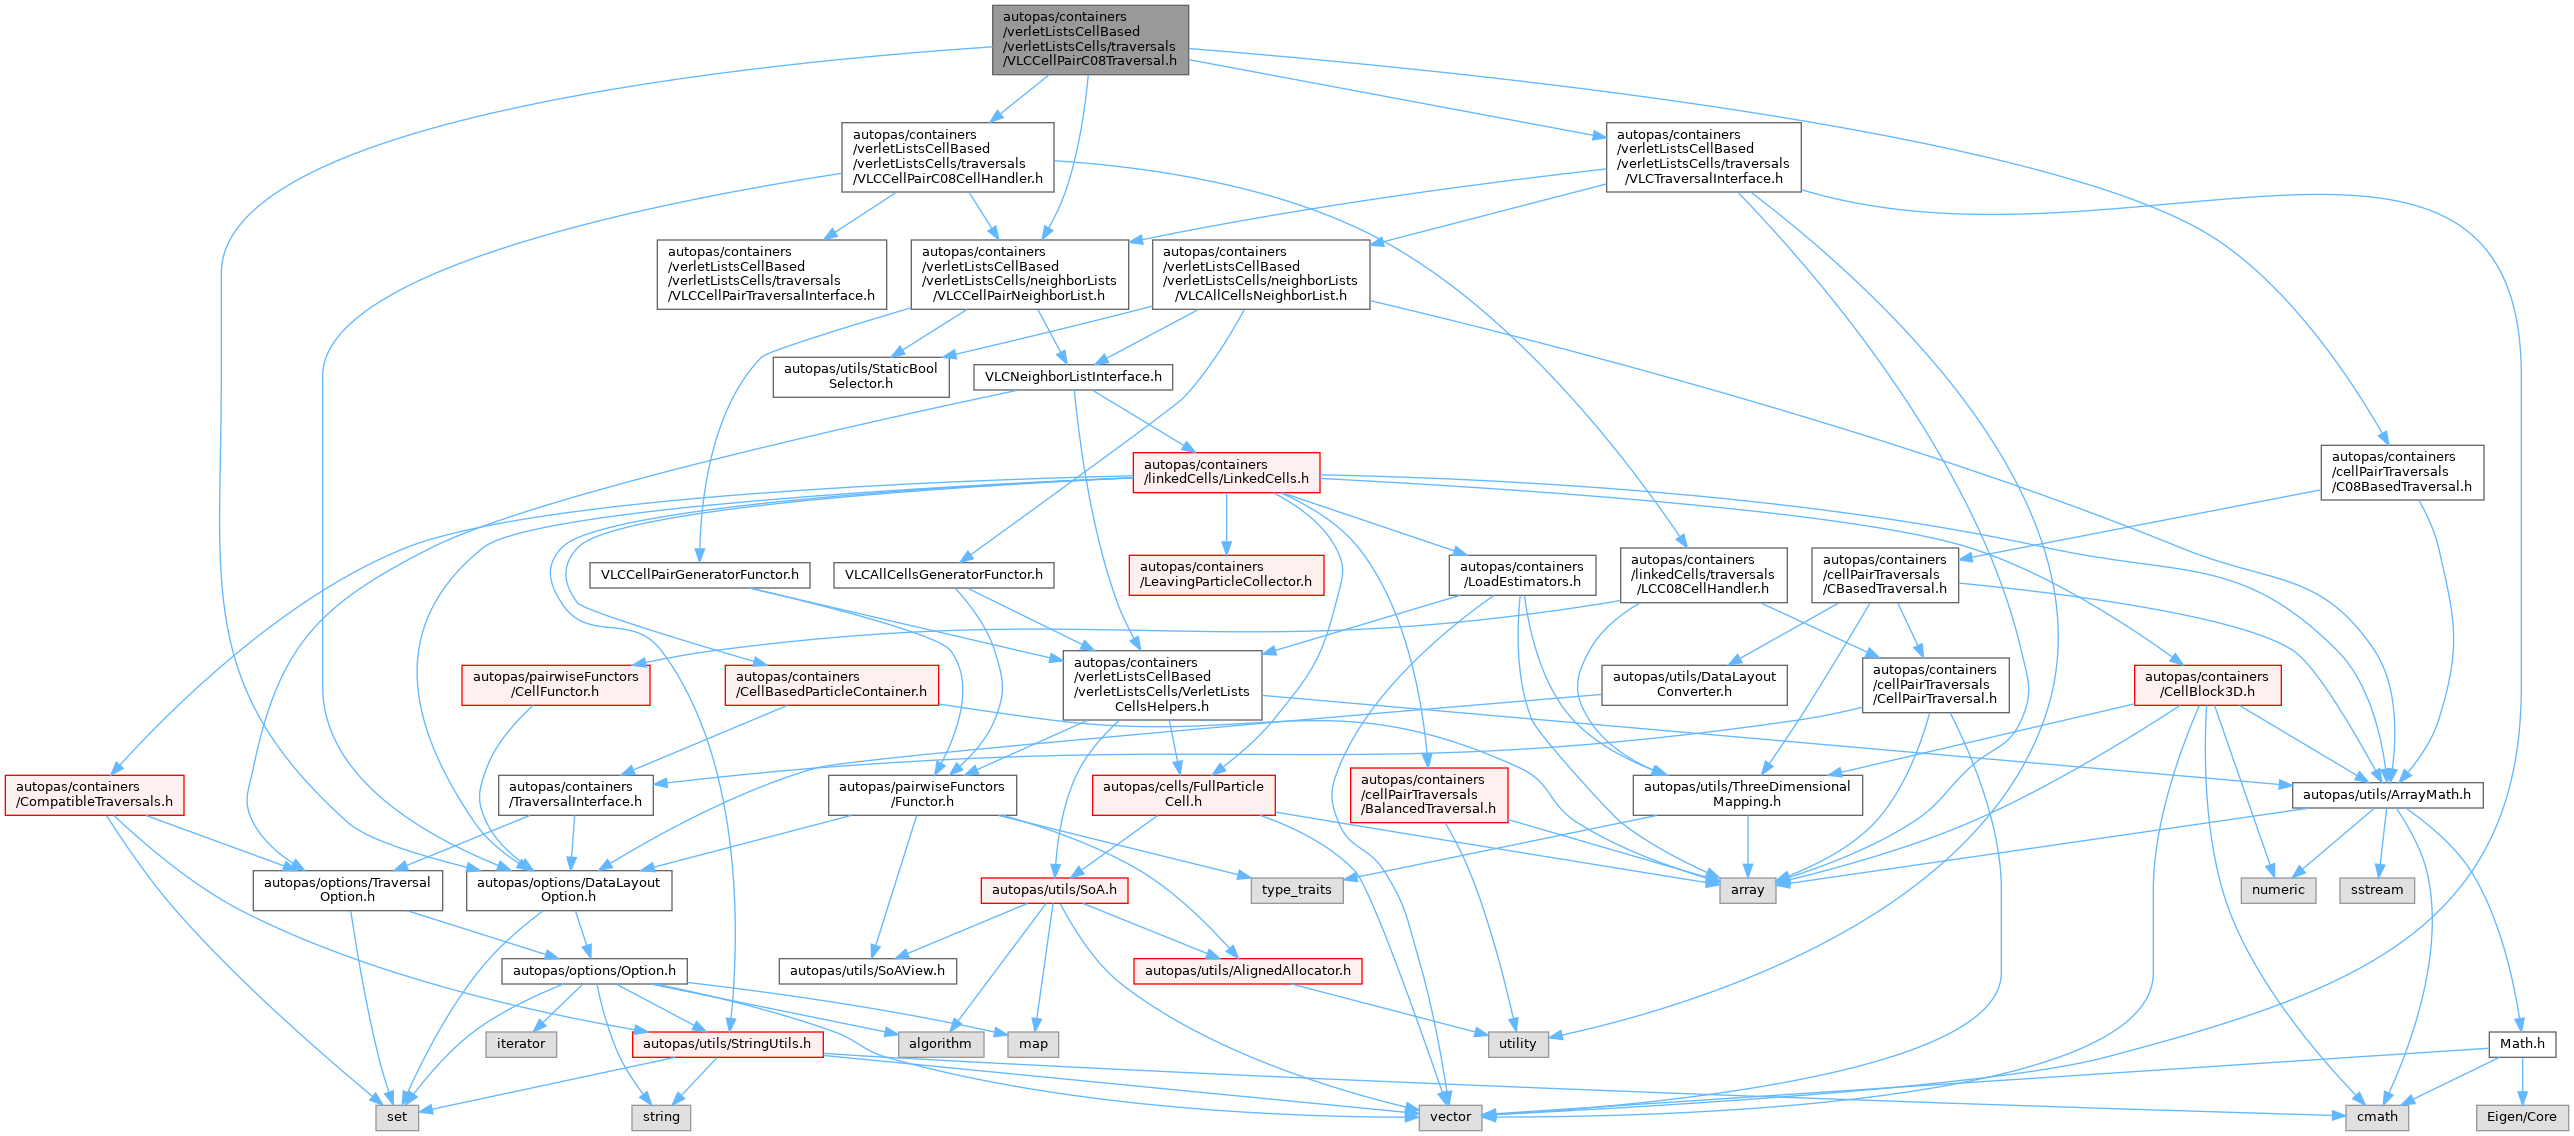 autopas/containers
/verletListsCellBased
/verletListsCells/traversals
/VLCCellPairC08Traversal.h
autopas/containers
/verletListsCellBased
/verletListsCells/traversals
/VLCCellPairC08CellHandler.h
autopas/containers
/verletListsCellBased
/verletListsCells/traversals
/VLCTraversalInterface.h
autopas/containers
/verletListsCellBased
/verletListsCells/traversals
/VLCCellPairTraversalInterface.h
autopas/containers
/verletListsCellBased
/verletListsCells/neighborLists
/VLCCellPairNeighborList.h
autopas/containers
/verletListsCellBased
/verletListsCells/neighborLists
/VLCAllCellsNeighborList.h
autopas/utils/StaticBool
Selector.h
VLCNeighborListInterface.h
autopas/containers
/linkedCells/LinkedCells.h
autopas/containers
/cellPairTraversals
/C08BasedTraversal.h
VLCCellPairGeneratorFunctor.h
VLCAllCellsGeneratorFunctor.h
autopas/containers
/LeavingParticleCollector.h
autopas/containers
/LoadEstimators.h
autopas/containers
/linkedCells/traversals
/LCC08CellHandler.h
autopas/containers
/cellPairTraversals
/CBasedTraversal.h
autopas/pairwiseFunctors
/CellFunctor.h
autopas/containers
/CellBasedParticleContainer.h
autopas/containers
/verletListsCellBased
/verletListsCells/VerletLists
CellsHelpers.h
autopas/utils/DataLayout
Converter.h
autopas/containers
/cellPairTraversals
/CellPairTraversal.h
autopas/containers
/CellBlock3D.h
autopas/containers
/CompatibleTraversals.h
autopas/containers
/TraversalInterface.h
autopas/pairwiseFunctors
/Functor.h
autopas/cells/FullParticle
Cell.h
autopas/containers
/cellPairTraversals
/BalancedTraversal.h
autopas/utils/ThreeDimensional
Mapping.h
autopas/utils/ArrayMath.h
autopas/options/Traversal
Option.h
autopas/options/DataLayout
Option.h
autopas/utils/SoA.h
type_traits
array
numeric
sstream
autopas/options/Option.h
autopas/utils/SoAView.h
autopas/utils/AlignedAllocator.h
iterator
autopas/utils/StringUtils.h
algorithm
map
utility
Math.h
set
string
vector
cmath
Eigen/Core